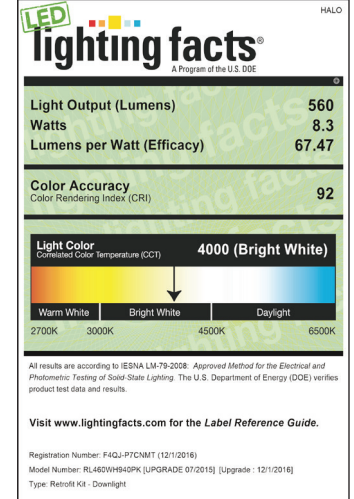 HALO
LED
lighting facts®
A Program of the U.S. DOE
Light Output (Lumens) 560
Watts 8.3
Lumens per Watt (Efficacy) 67.47
Color Accuracy
Color Rendering Index (CRI) 92
Light Color
Correlated Color Temperature (CCT) 4000 (Bright White)
Warm White Bright White Daylight
2700K 3000K 4500K 6500K
All results are according to IESNA LM-79-2008: Approved Method for the Electrical and
Photometric Testing of Solid-State Lighting. The U.S. Department of Energy (DOE) verifies
product test data and results.
Visit www.lightingfacts.com for the Label Reference Guide.
Registration Number: F4QJ-P7CNMT (12/1/2016)
Model Number: RL460WH940PK [UPGRADE 07/2015] [Upgrade : 12/1/2016]
Type: Retrofit Kit - Downlight